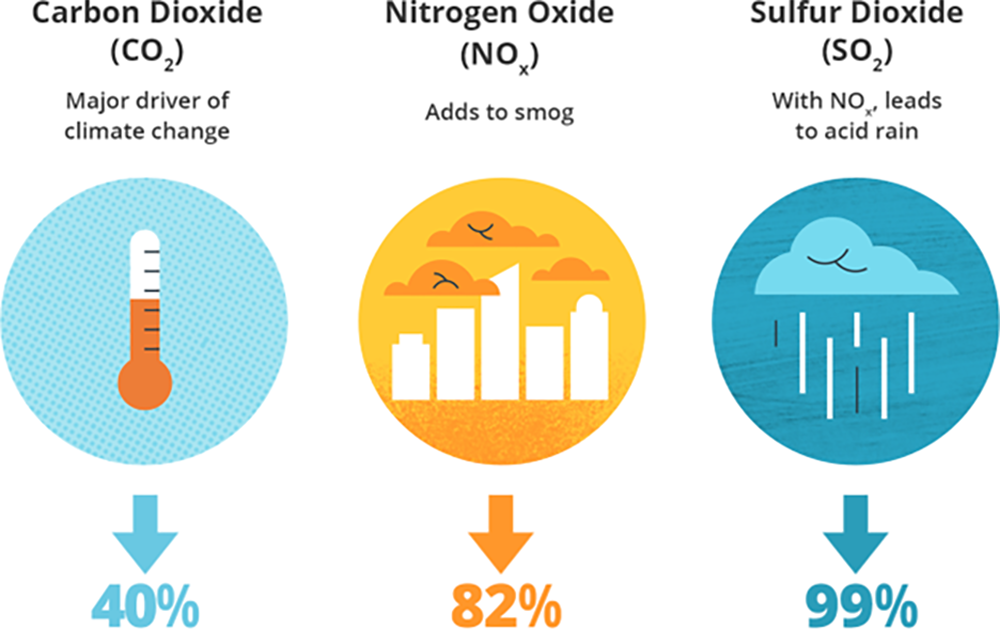 Carbon Dioxide
(CO₂)
Major driver of
climate change
40%
Nitrogen Oxide
(NOₓ)
Adds to smog
82%
Sulfur Dioxide
(SO₂)
With NOₓ, leads
to acid rain
99%